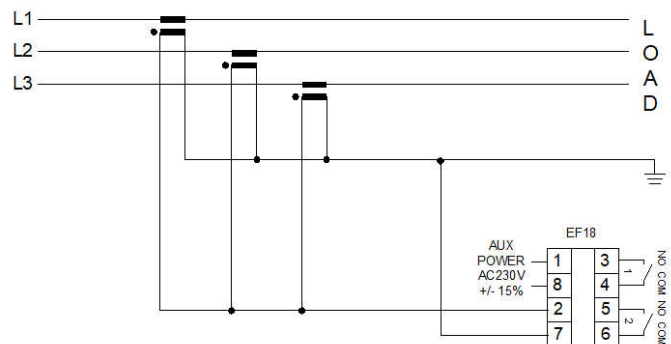 L1
L2
L3
L
O
A
D
EF18
AUX
POWER
AC230V
+/- 15%
1
8
2
7
3
4
5
6
NO
1
COM
NO
2
COM